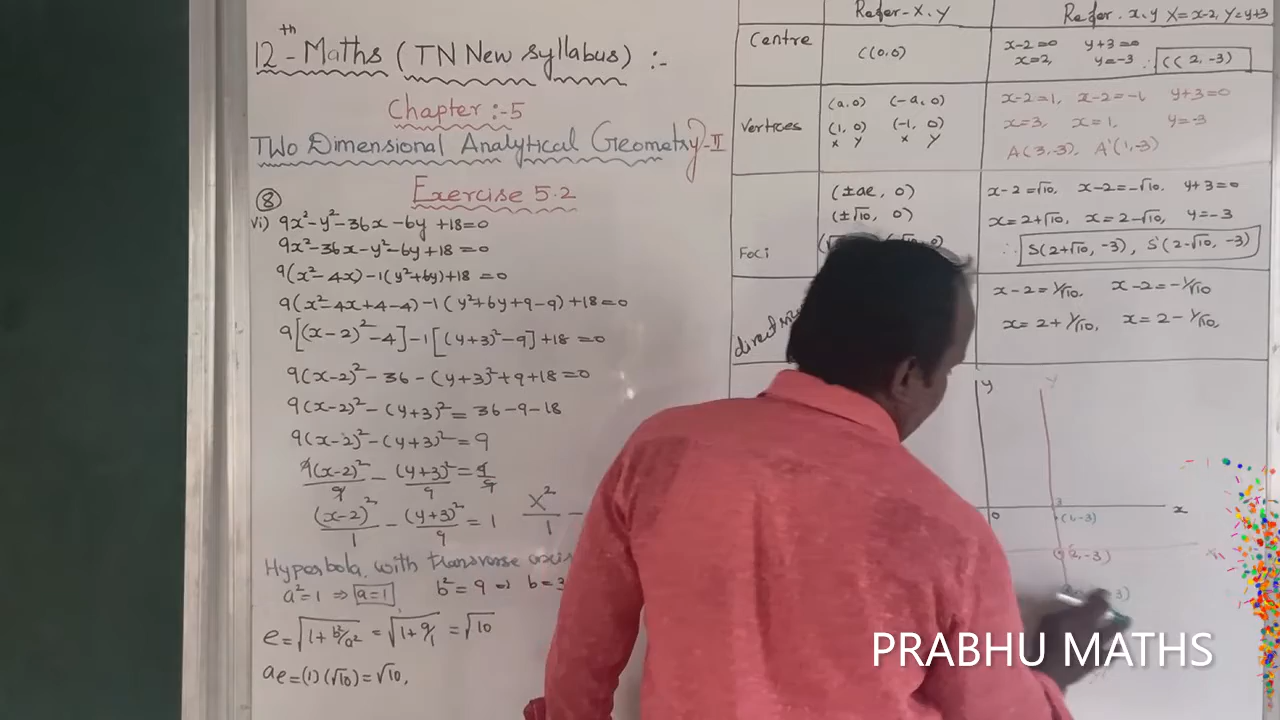 12th - Maths ( TN New syllabus ) :-
Chapter :-5
Two Dimensional Analytical Geometry-II
Exercise 5.2
8
vi) 9x²-y²-36x-6y+18=0
9x²-36x-y²-6y+18=0
9(x²-4x)-1(y²+6y)+18=0
9(x²-4x+4-4)-1(y²+6y+9-9)+18=0
9[(x-2)²-4]-1[(y+3)²-9]+18=0
9(x-2)²-36-(y+3)²+9+18=0
9(x-2)²-(y+3)²=36-9-18
9(x-2)²-(y+3)²=9
9(x-2)²/9 - (y+3)²/9 = 9/9
(x-2)²/1 - (y+3)²/9 = 1 X²/1 -
Hyperbola with transverse axis
a²=1 ⇒ a=1 b²=9 ⇒ b=3
e=√1+b²/a² = √1+9/1 = √10
ae=(1)(√10)=√10,
Refer-X,Y Refer. x,y X=x-2, Y=y+3
Centre C(0,0) x-2=0 y+3=0
x=2, y=-3 ∴ C(2,-3)
Vertices (a,0) (-a,0) x-2=1, x-2=-1, y+3=0
(1,0) (-1,0) x=3, x=1, y=-3
x y x y A(3,-3), A'(1,-3)
(±ae, 0) x-2=√10, x-2=-√10, y+3=0
(±√10, 0) x=2+√10, x=2-√10, y=-3
Foci ∴ S(2+√10,-3), S'(2-√10,-3)
x-2=1/√10, x-2=-1/√10
x=2+1/√10, x=2-1/√10,
y Y
0 x
(2,-3)
PRABHU MATHS